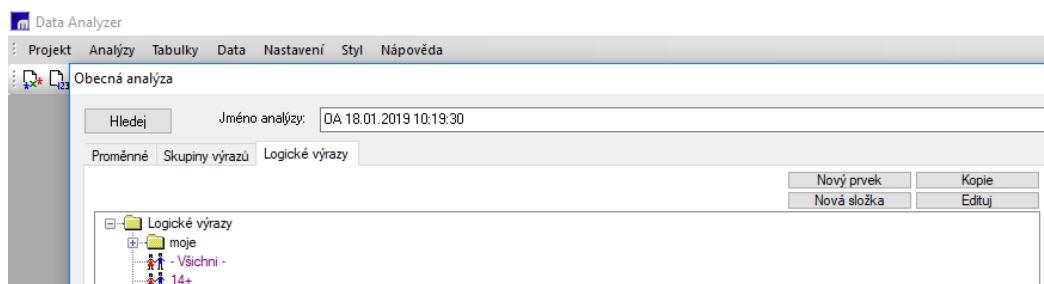 Data Analyzer
Projekt Analýzy Tabulky Data Nastavení Styl Nápověda
Obecná analýza
Hledej Jméno analýzy: OA 18.01.2019 10:19:30
Proměnné Skupiny výrazů Logické výrazy
Nový prvek Kopie
Nová složka Edituj
Logické výrazy
moje
- Všichni -
14+